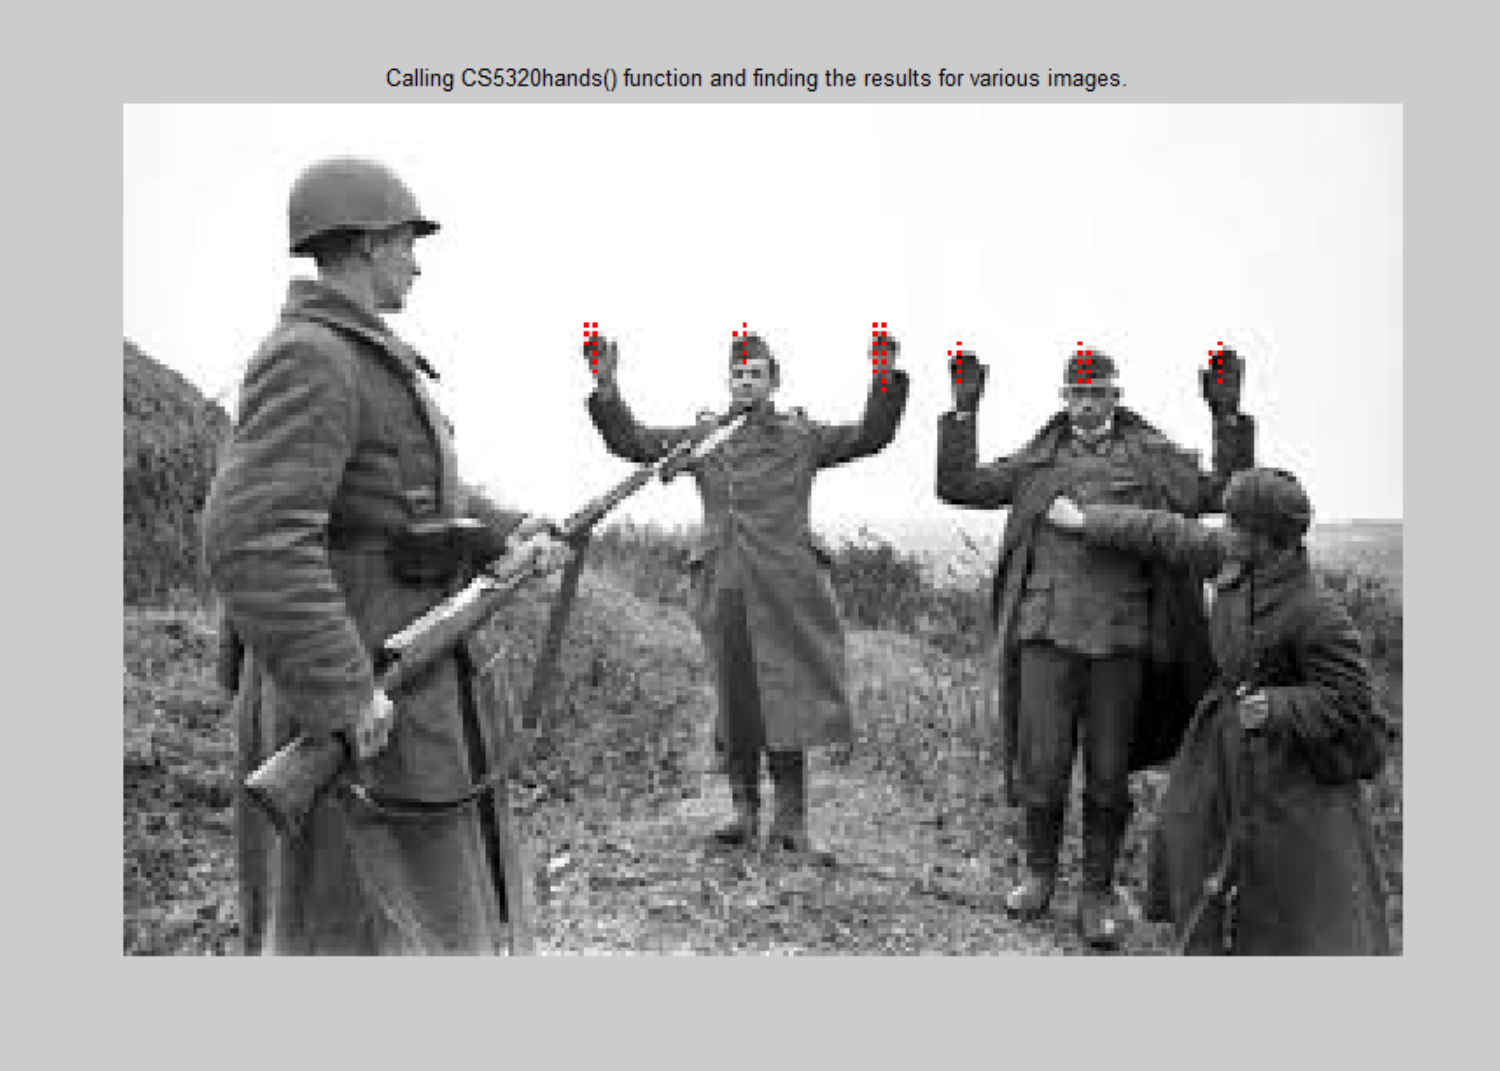 Calling CS5320hands() function and finding the results for various images.